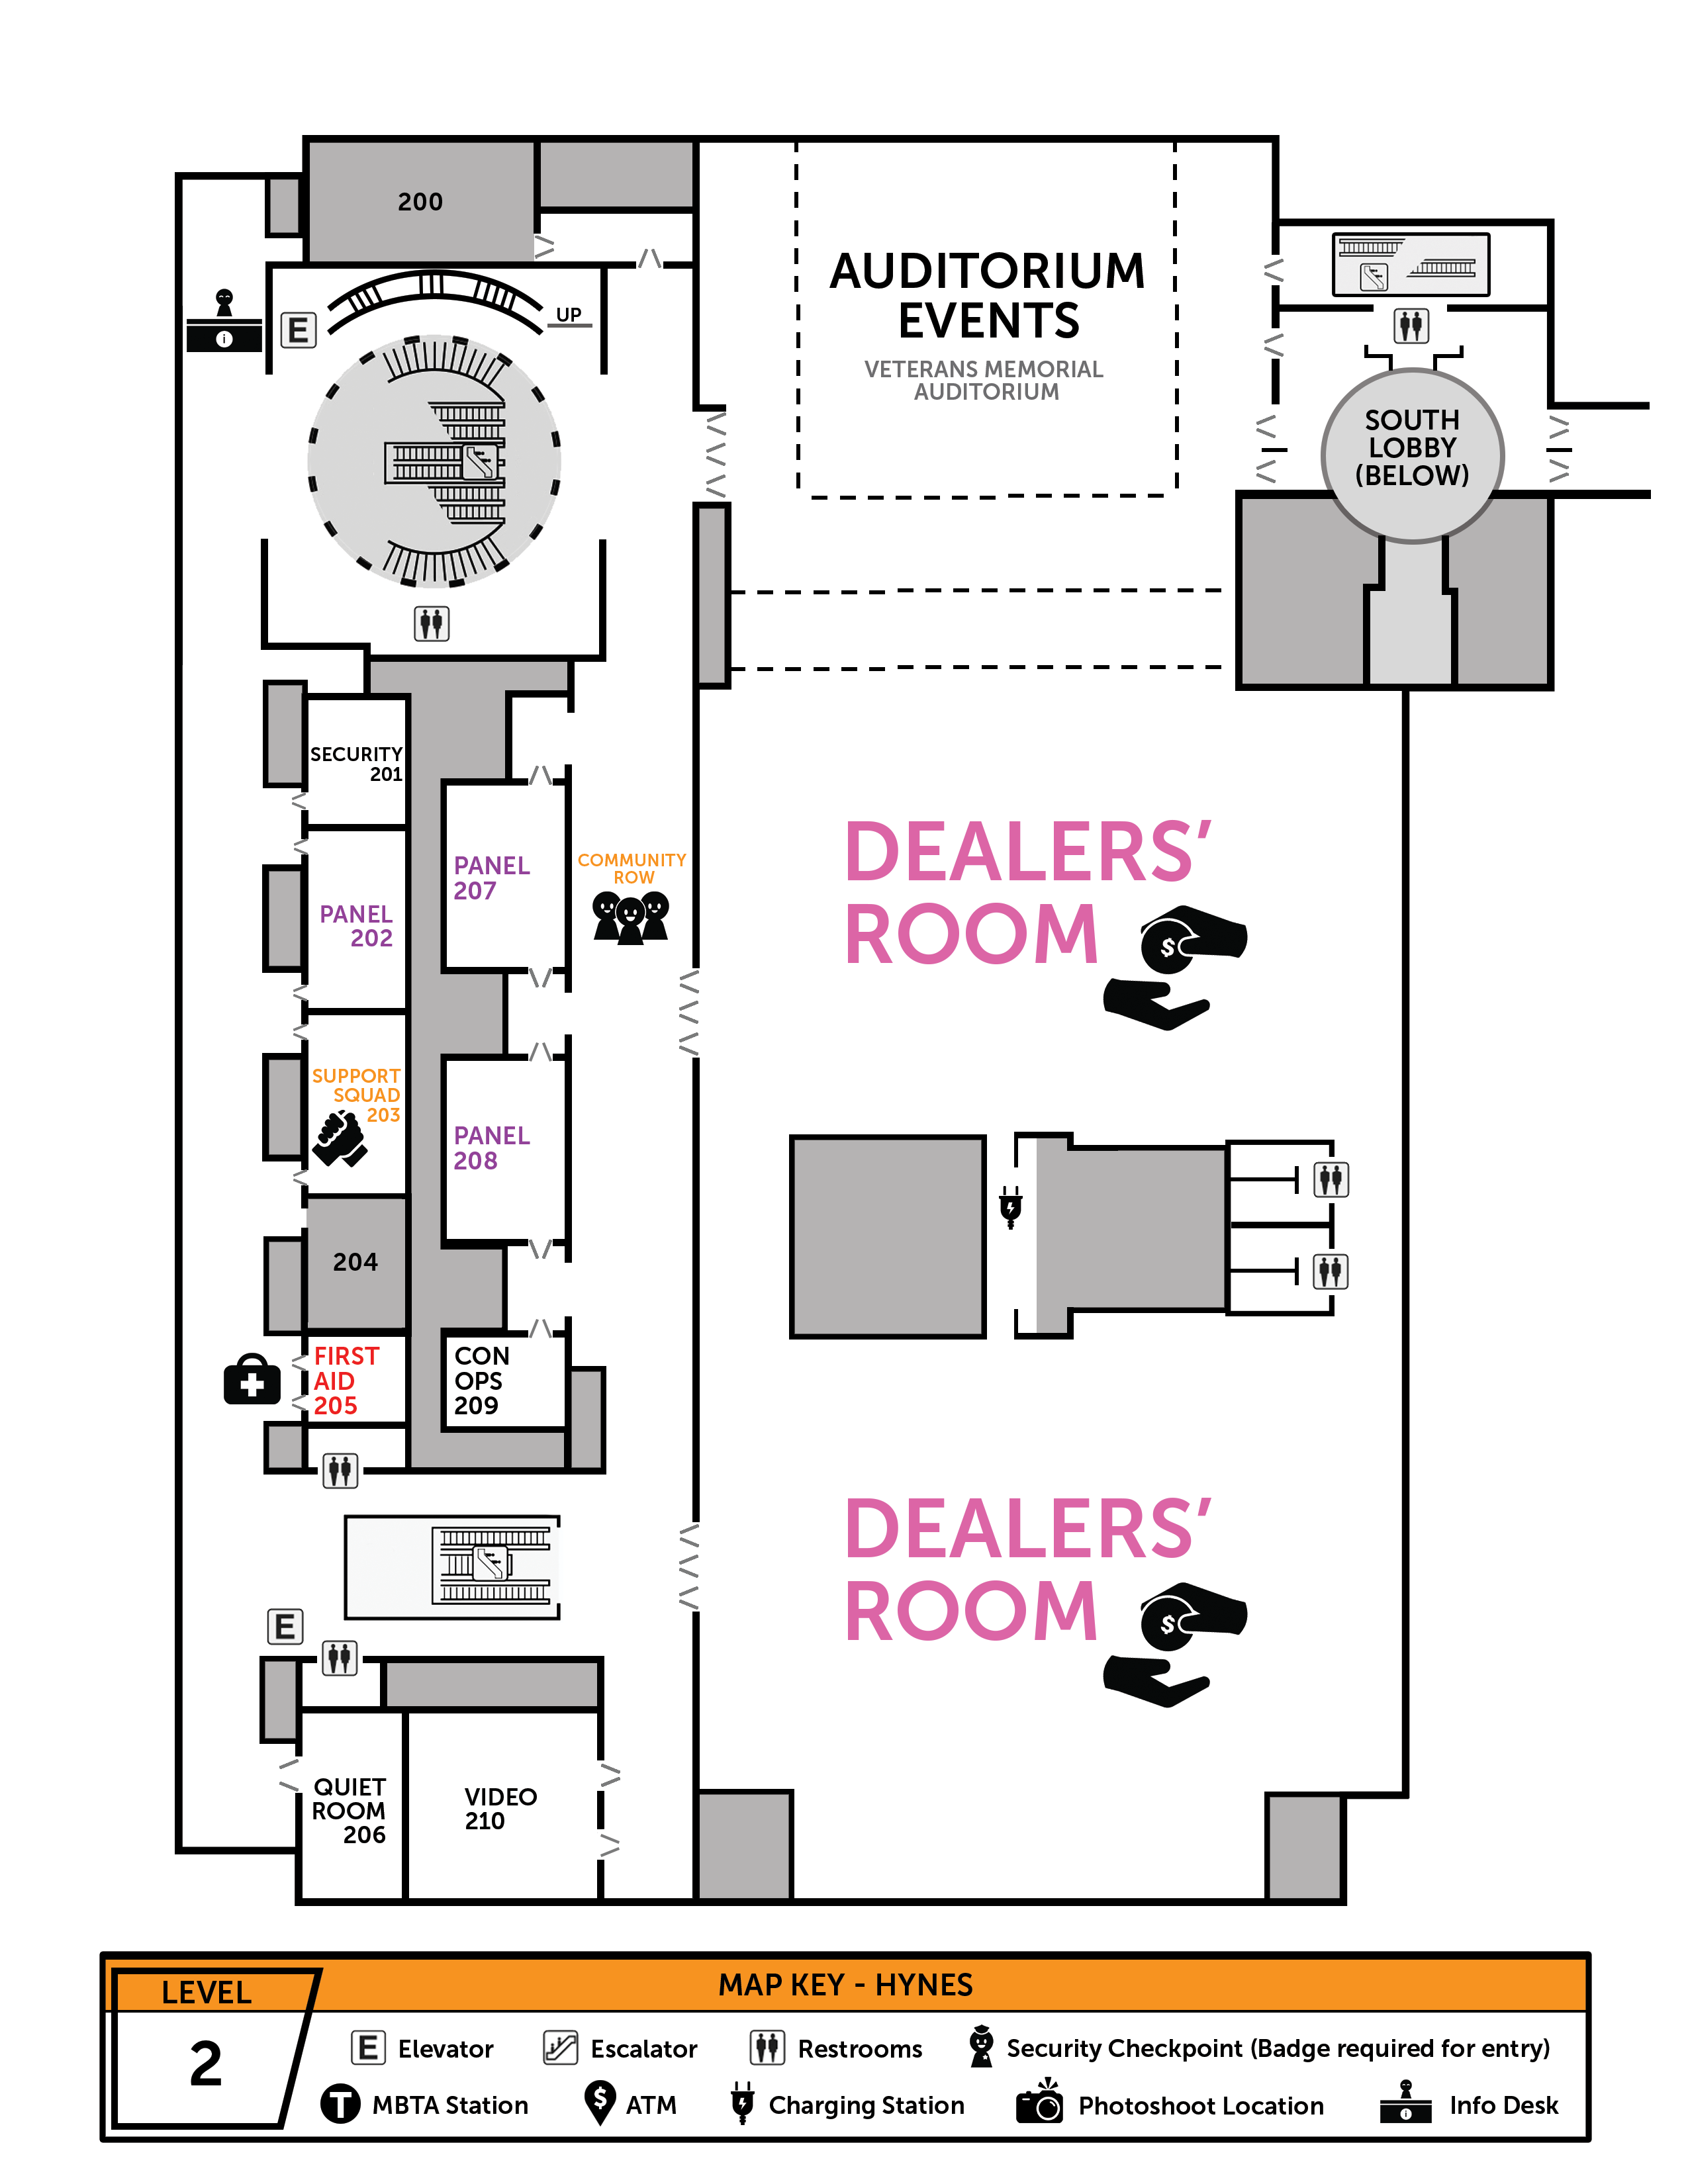 200
E
UP
i
AUDITORIUM
EVENTS
VETERANS MEMORIAL
AUDITORIUM
SOUTH
LOBBY
(BELOW)
SECURITY
201
PANEL
202
PANEL
207
COMMUNITY
ROW
DEALERS’
ROOM
$
SUPPORT
SQUAD
203
PANEL
208
204
FIRST
AID
205
CON
OPS
209
DEALERS’
ROOM
$
E
QUIET
ROOM
206
VIDEO
210
LEVEL
2
MAP KEY - HYNES
E Elevator
Escalator
Restrooms
Security Checkpoint (Badge required for entry)
T MBTA Station
$ ATM
Charging Station
Photoshoot Location
i Info Desk